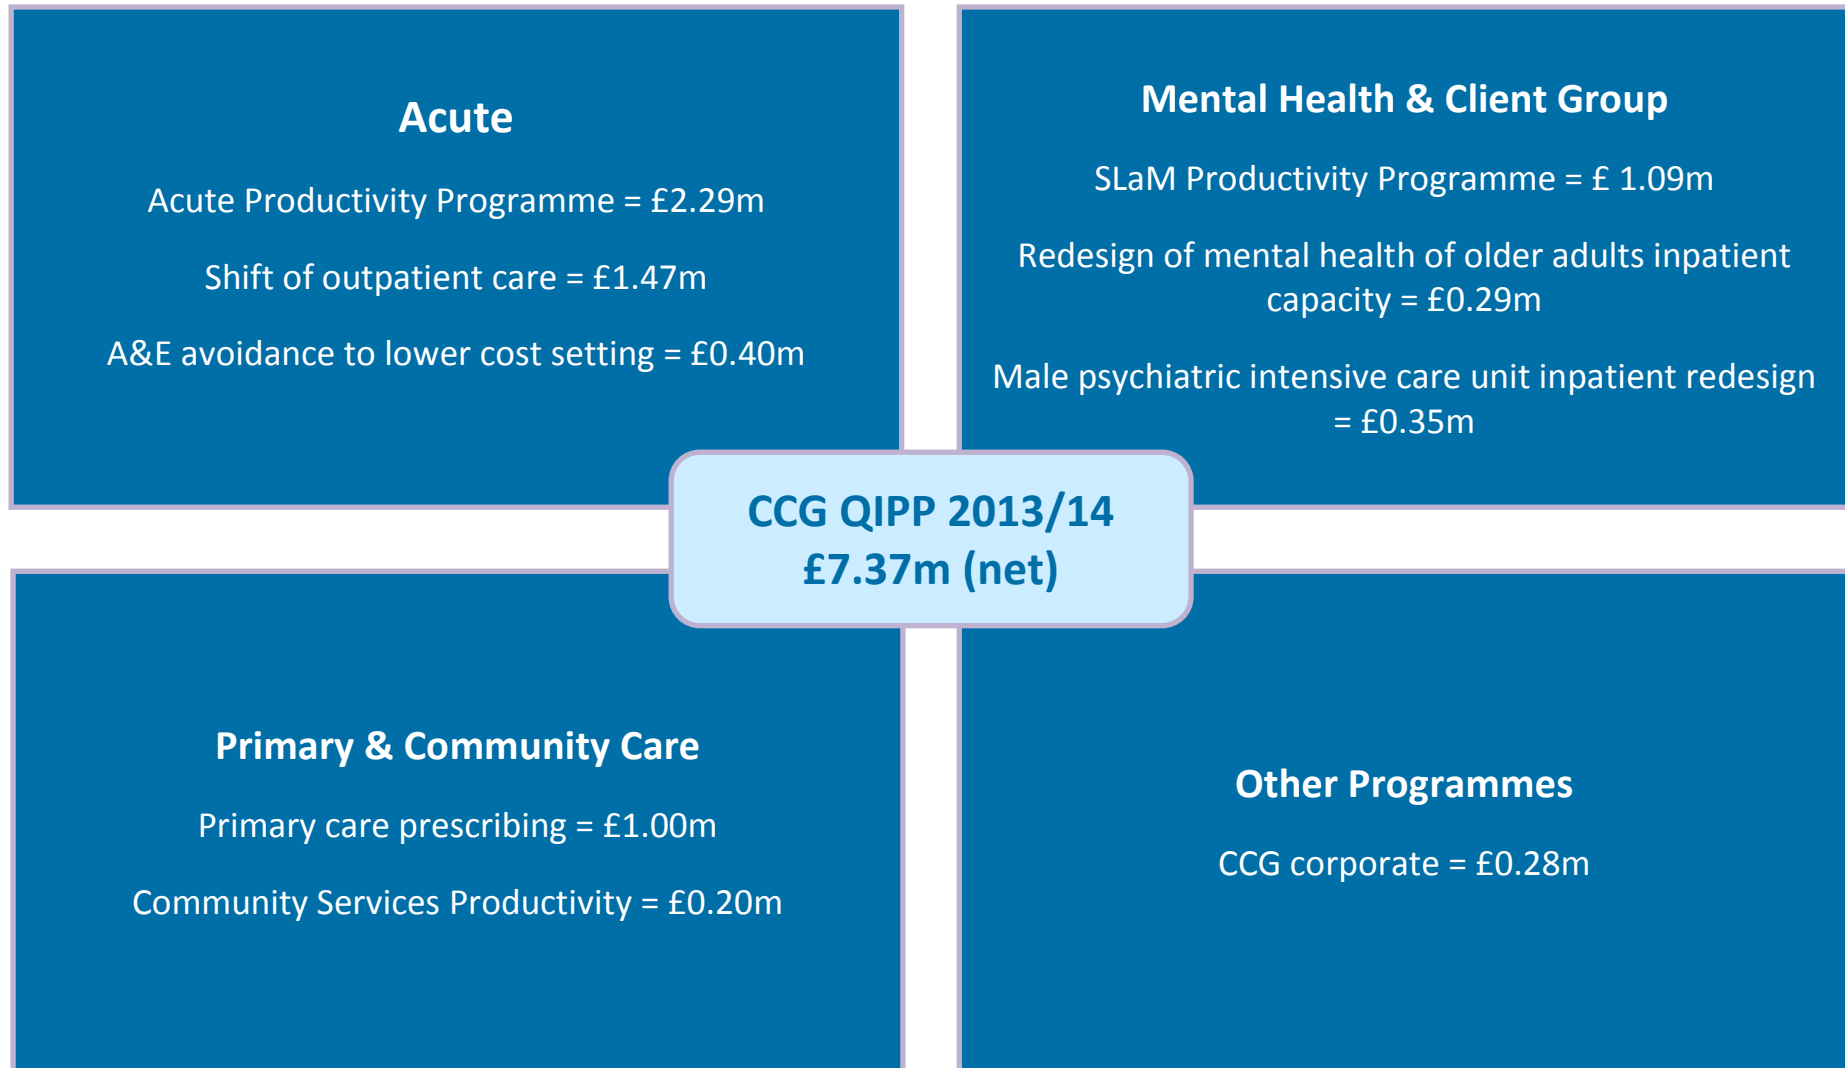 Acute
Acute Productivity Programme = £2.29m
Shift of outpatient care = £1.47m
A&E avoidance to lower cost setting = £0.40m
Mental Health & Client Group
SLaM Productivity Programme = £ 1.09m
Redesign of mental health of older adults inpatient
capacity = £0.29m
Male psychiatric intensive care unit inpatient redesign
= £0.35m
CCG QIPP 2013/14
£7.37m (net)
Primary & Community Care
Primary care prescribing = £1.00m
Community Services Productivity = £0.20m
Other Programmes
CCG corporate = £0.28m